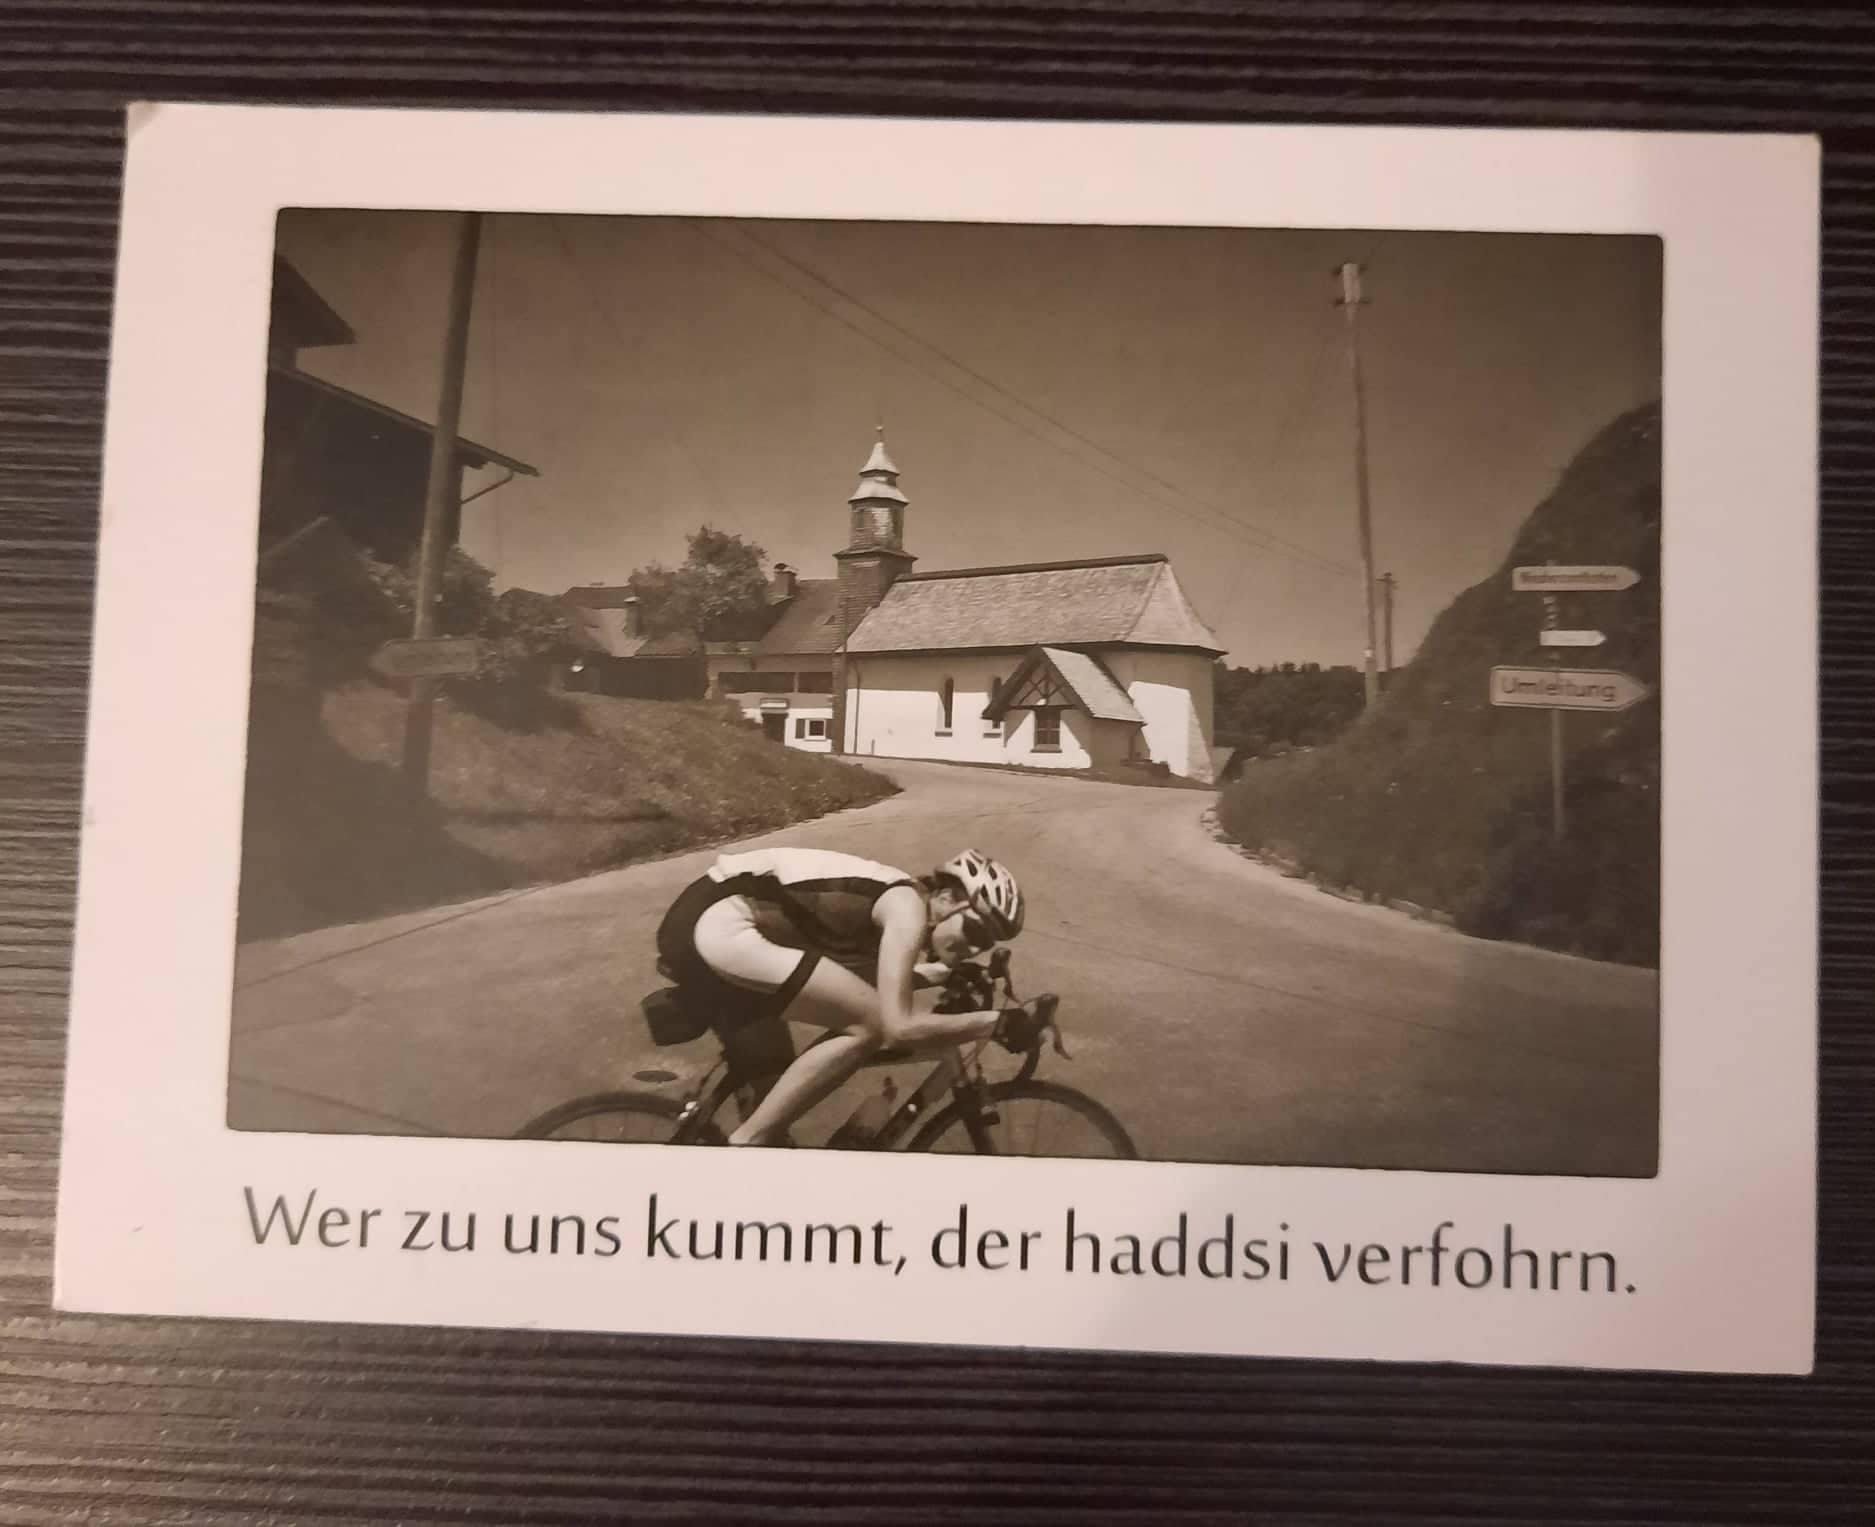 Umleitung
Wer zu uns kummt, der haddsi verfohrn.